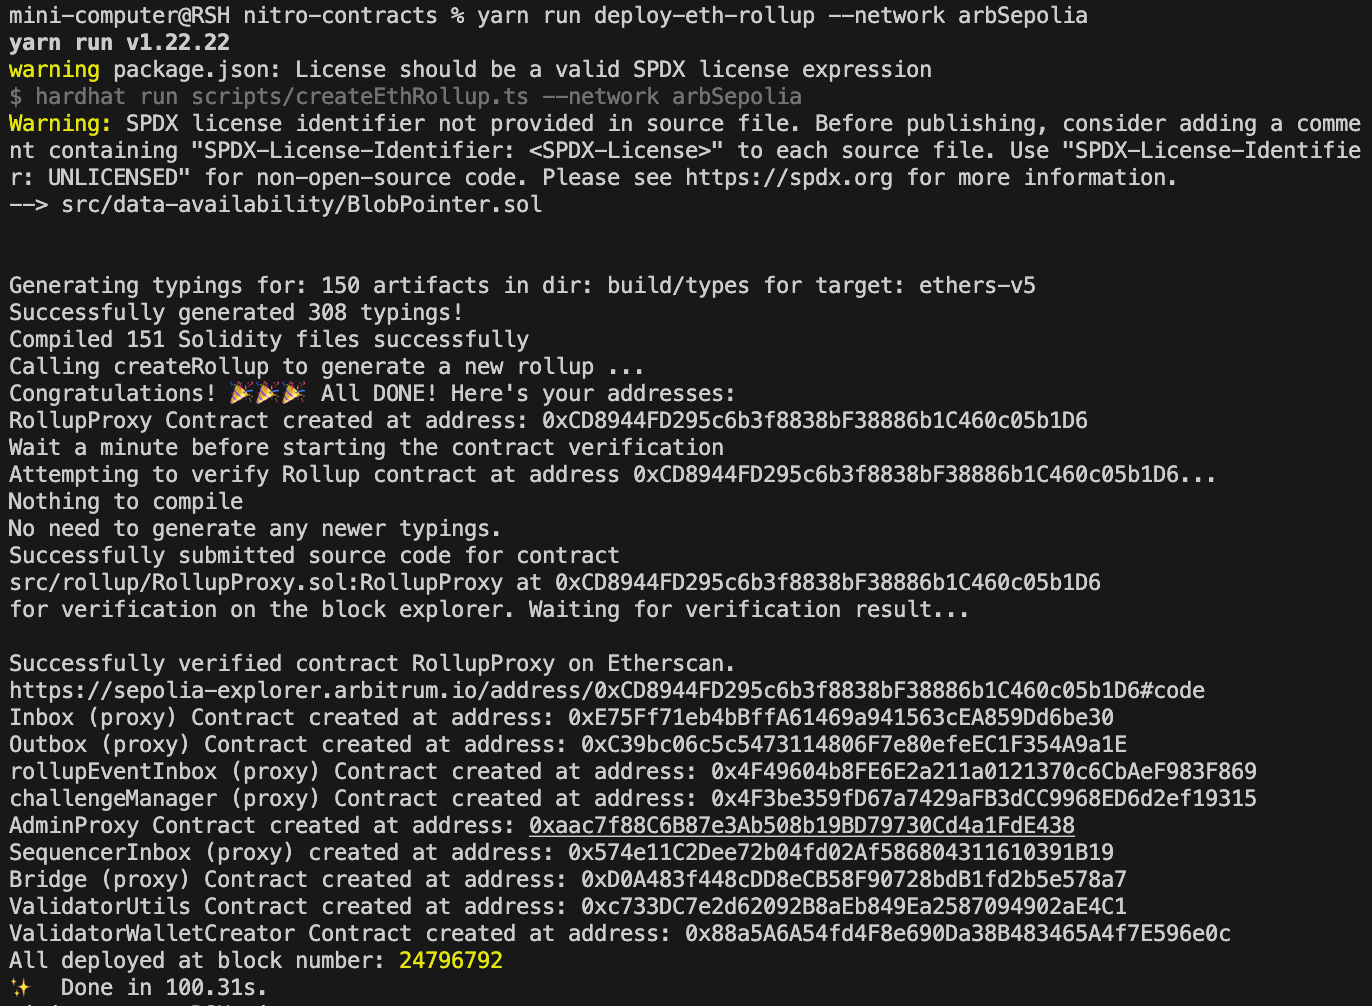 mini-computer@RSH nitro-contracts % yarn run deploy-eth-rollup --network arbSepolia
yarn run v1.22.22
warning package.json: License should be a valid SPDX license expression
$ hardhat run scripts/createEthRollup.ts --network arbSepolia
Warning: SPDX license identifier not provided in source file. Before publishing, consider adding a comme
nt containing "SPDX-License-Identifier: <SPDX-License>" to each source file. Use "SPDX-License-Identifie
r: UNLICENSED" for non-open-source code. Please see https://spdx.org for more information.
--> src/data-availability/BlobPointer.sol
Generating typings for: 150 artifacts in dir: build/types for target: ethers-v5
Successfully generated 308 typings!
Compiled 151 Solidity files successfully
Calling createRollup to generate a new rollup ...
Congratulations! 🎉🎉🎉 All DONE! Here's your addresses:
RollupProxy Contract created at address: 0xCD8944FD295c6b3f8838bF38886b1C460c05b1D6
Wait a minute before starting the contract verification
Attempting to verify Rollup contract at address 0xCD8944FD295c6b3f8838bF38886b1C460c05b1D6...
Nothing to compile
No need to generate any newer typings.
Successfully submitted source code for contract
src/rollup/RollupProxy.sol:RollupProxy at 0xCD8944FD295c6b3f8838bF38886b1C460c05b1D6
for verification on the block explorer. Waiting for verification result...
Successfully verified contract RollupProxy on Etherscan.
https://sepolia-explorer.arbitrum.io/address/0xCD8944FD295c6b3f8838bF38886b1C460c05b1D6#code
Inbox (proxy) Contract created at address: 0xE75Ff71eb4bBffA61469a941563cEA859Dd6be30
Outbox (proxy) Contract created at address: 0xC39bc06c5c5473114806F7e80efeEC1F354A9a1E
rollupEventInbox (proxy) Contract created at address: 0x4F49604b8FE6E2a211a0121370c6CbAeF983F869
challengeManager (proxy) Contract created at address: 0x4F3be359fD67a7429aFB3dCC9968ED6d2ef19315
AdminProxy Contract created at address: 0xaac7f88C6B87e3Ab508b19BD79730Cd4a1FdE438
SequencerInbox (proxy) created at address: 0x574e11C2Dee72b04fd02Af586804311610391B19
Bridge (proxy) Contract created at address: 0xD0A483f448cDD8eCB58F90728bdB1fd2b5e578a7
ValidatorUtils Contract created at address: 0xc733DC7e2d62092B8aEb849Ea2587094902aE4C1
ValidatorWalletCreator Contract created at address: 0x88a5A6A54fd4F8e690Da38B483465A4f7E596e0c
All deployed at block number: 24796792
✨  Done in 100.31s.